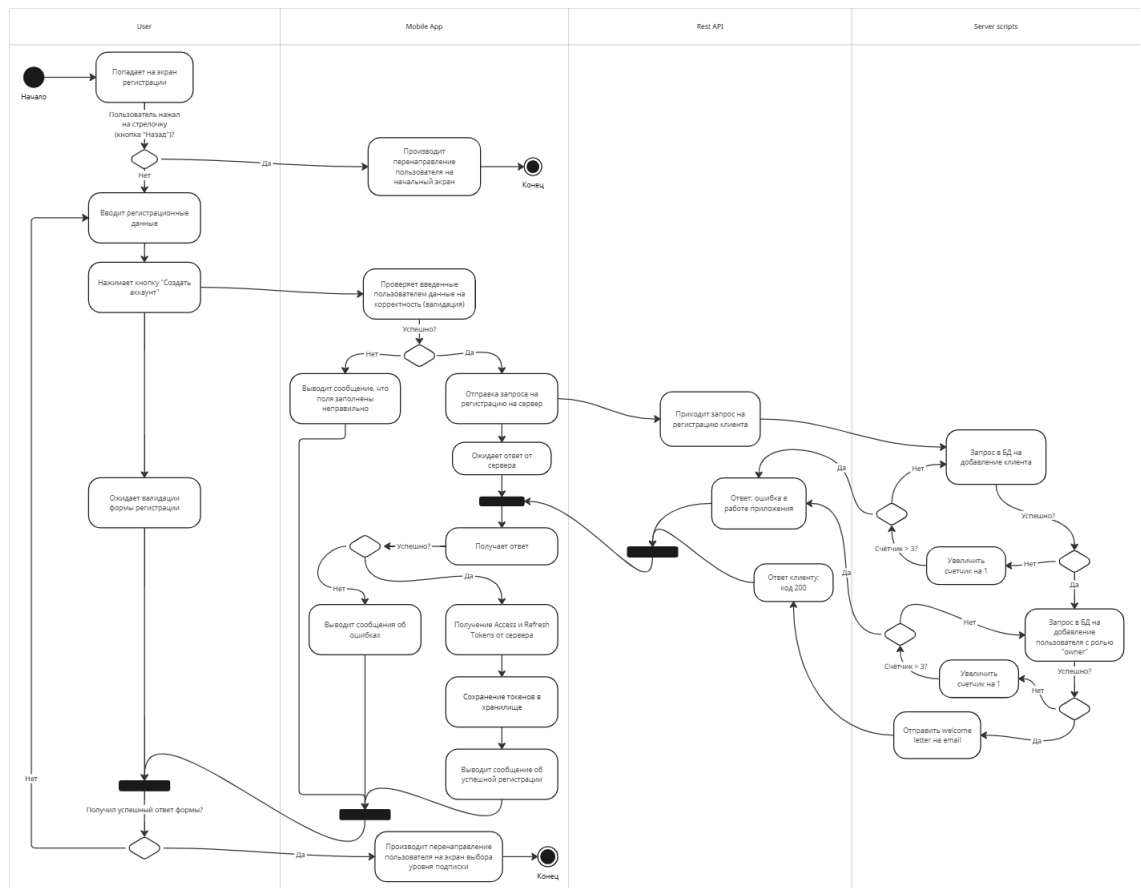 User
Mobile App
Rest API
Server scripts
Начало
Попадает на экран
регистрации
Пользователь нажал
на стрелочку
(кнопка "Назад")?
Да
Нет
Производит
перенаправление
пользователя на
начальный экран
Конец
Вводит регистрационные
данные
Нажимает кнопку "Создать
аккаунт"
Проверяет введенные
пользователем данные на
корректность (валидация)
Успешно?
Нет
Да
Выводит сообщение, что
поля заполнены
неправильно
Отправка запроса на
регистрацию на сервер
Приходит запрос на
регистрацию клиента
Запрос в БД на
добавление клиента
Ожидает ответ от
сервера
Да
Нет
Успешно?
Ожидает валидации
формы регистрации
Ответ: ошибка в
работе приложения
Получает ответ
Успешно?
Счётчик > 3?
Увеличить
счетчик на 1
Нет
Да
Ответ клиенту:
код 200
Да
Нет
Да
Выводит сообщения об
ошибках
Получение Access и Refresh
Tokens от сервера
Нет
Запрос в БД на
добавление
пользователя с ролью
"owner"
Счётчик > 3?
Увеличить
счетчик на 1
Успешно?
Нет
Сохранение токенов в
хранилище
Отправить welcome
letter на email
Да
Выводит сообщение об
успешной регистрации
Нет
Получил успешный ответ формы?
Да
Производит перенаправление
пользователя на экран выбора
уровня подписки
Конец